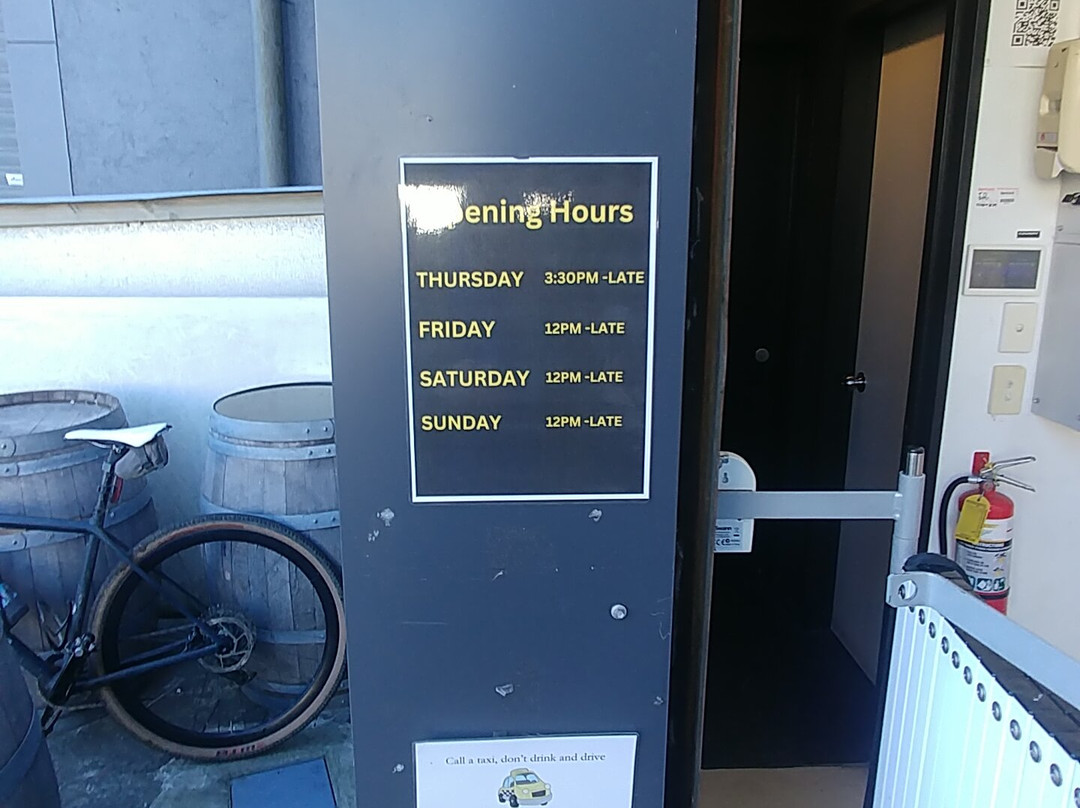 Opening Hours
THURSDAY 3:30PM -LATE
FRIDAY 12PM -LATE
SATURDAY 12PM -LATE
SUNDAY 12PM -LATE
Call a taxi, don't drink and drive